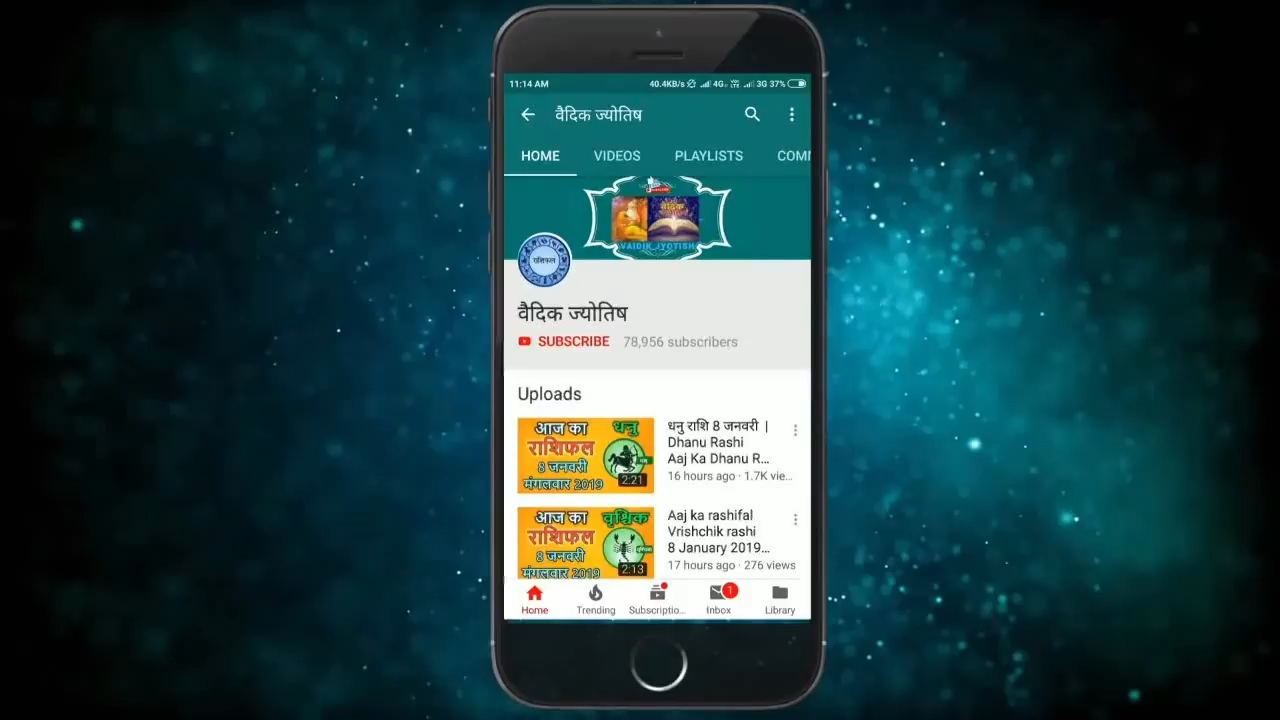 11:14 AM 40.4KB/s 4G 3G 37%
वैदिक ज्योतिष
HOME VIDEOS PLAYLISTS COM
वैदिक
VAIDIK JYOTISH
राशिफल
वैदिक ज्योतिष
SUBSCRIBE 78,956 subscribers
Uploads
आज का धनु
राशिफल
8 जनवरी
मंगलवार 2019 2:21
धनु राशि 8 जनवरी |
Dhanu Rashi
Aaj Ka Dhanu R...
16 hours ago · 1.7K vie...
आज का वृश्चिक
राशिफल
8 जनवरी
मंगलवार 2019 2:13
Aaj ka rashifal
Vrishchik rashi
8 January 2019...
17 hours ago · 276 views
1
Home Trending Subscriptio... Inbox Library